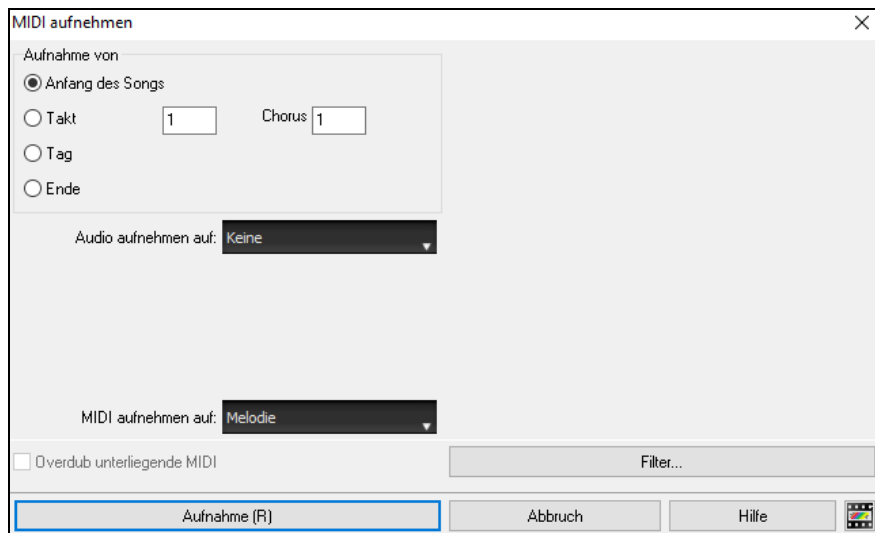 MIDI aufnehmen
Aufnahme von
Anfang des Songs
Takt 1 Chorus 1
Tag
Ende
Audio aufnehmen auf: Keine
MIDI aufnehmen auf: Melodie
Overdub unterliegende MIDI
Filter...
Aufnahme (R) Abbruch Hilfe